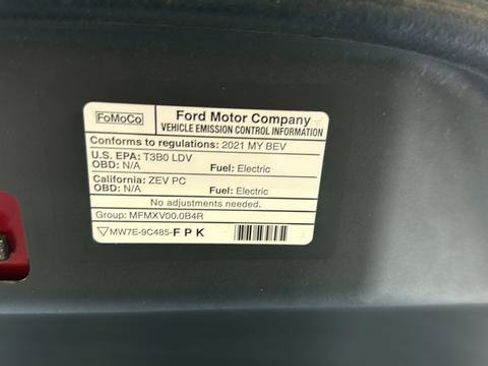 FoMoCo
Ford Motor Company
VEHICLE EMISSION CONTROL INFORMATION
Conforms to regulations: 2021 MY BEV
U.S. EPA: T3B0 LDV
OBD: N/A Fuel: Electric
California: ZEV PC
OBD: N/A Fuel: Electric
No adjustments needed.
Group: MFMXV00.0B4R
MW7E-9C485-F P K